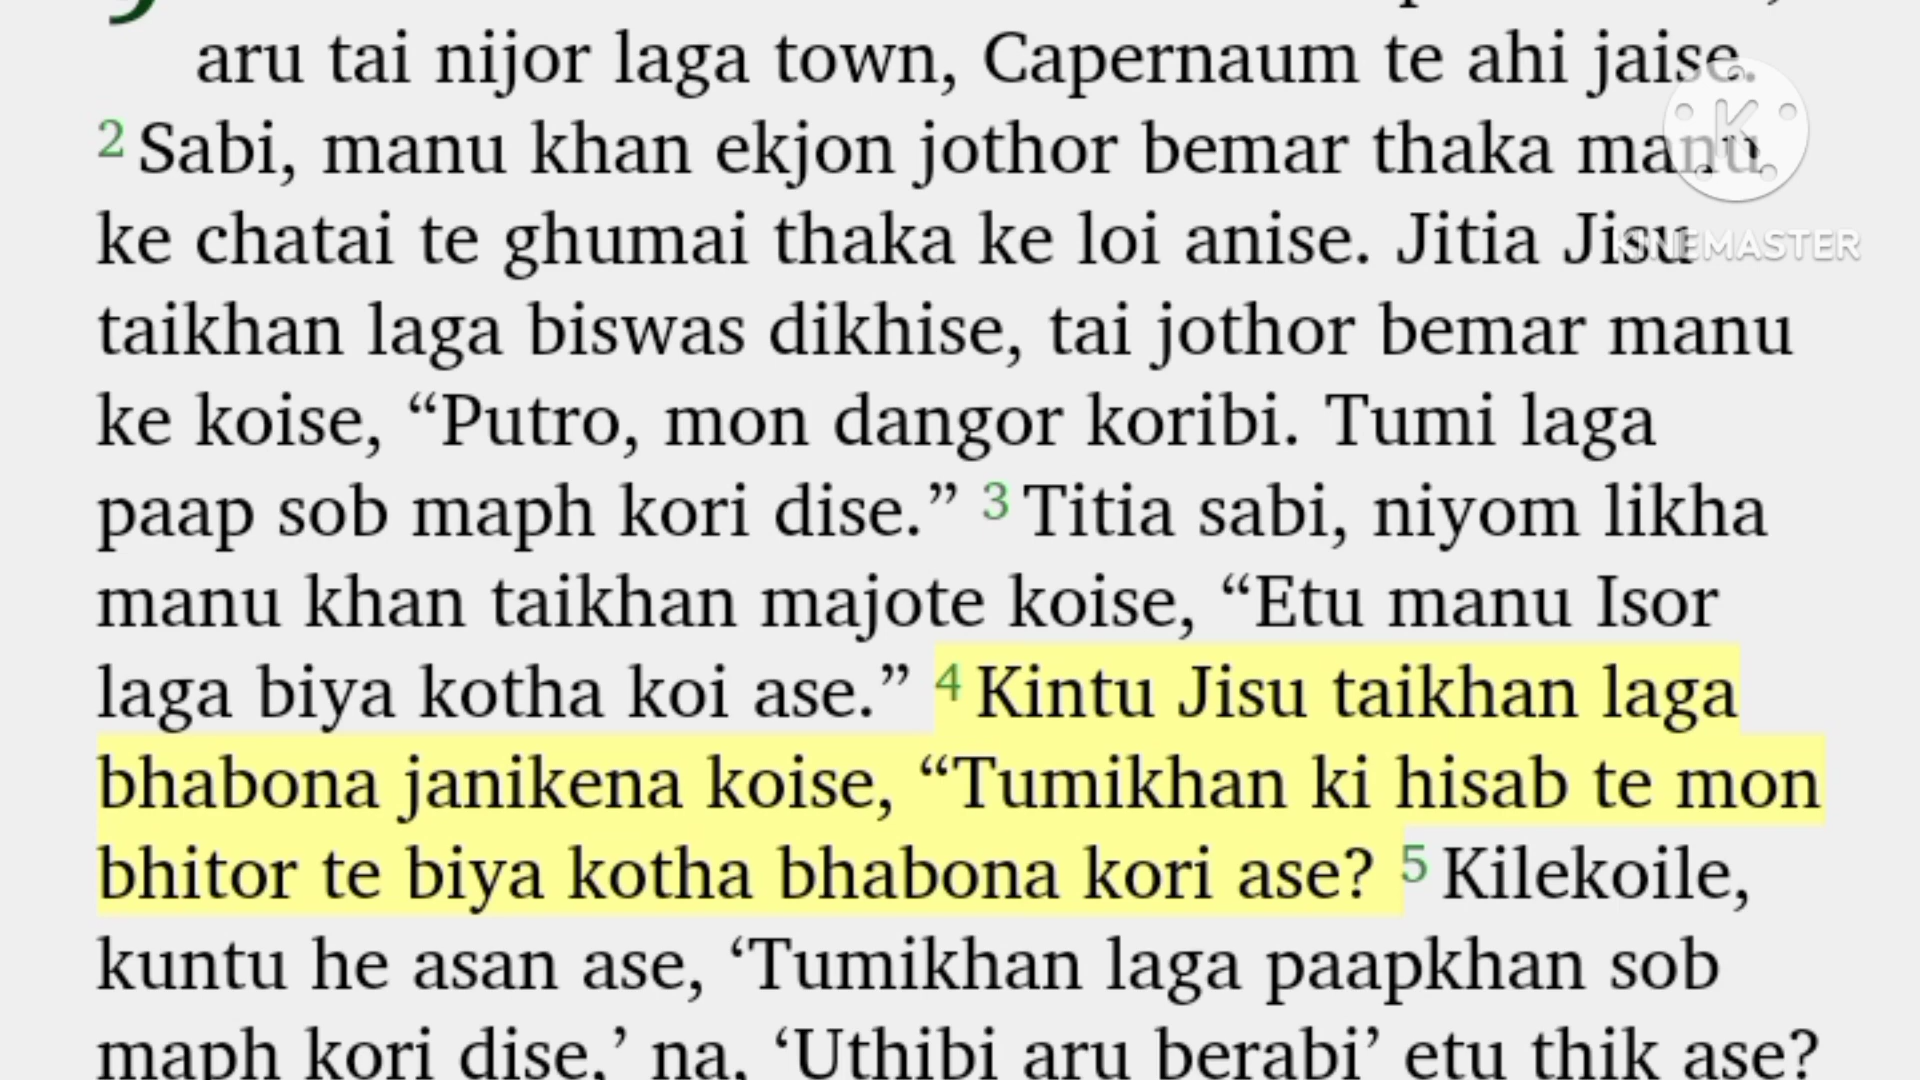 aru tai nijor laga town, Capernaum te ahi jaise.
2 Sabi, manu khan ekjon jothor bemar thaka manu
ke chatai te ghumai thaka ke loi anise. Jitia Jisu
KINEMASTER
taikhan laga biswas dikhise, tai jothor bemar manu
ke koise, “Putro, mon dangor koribi. Tumi laga
paap sob maph kori dise.” 3 Titia sabi, niyom likha
manu khan taikhan majote koise, “Etu manu Isor
laga biya kotha koi ase.” 4 Kintu Jisu taikhan laga
bhabona janikena koise, “Tumikhan ki hisab te mon
bhitor te biya kotha bhabona kori ase? 5 Kilekoile,
kuntu he asan ase, ‘Tumikhan laga paapkhan sob
maph kori dise,’ na, ‘Uthibi aru berabi’ etu thik ase?